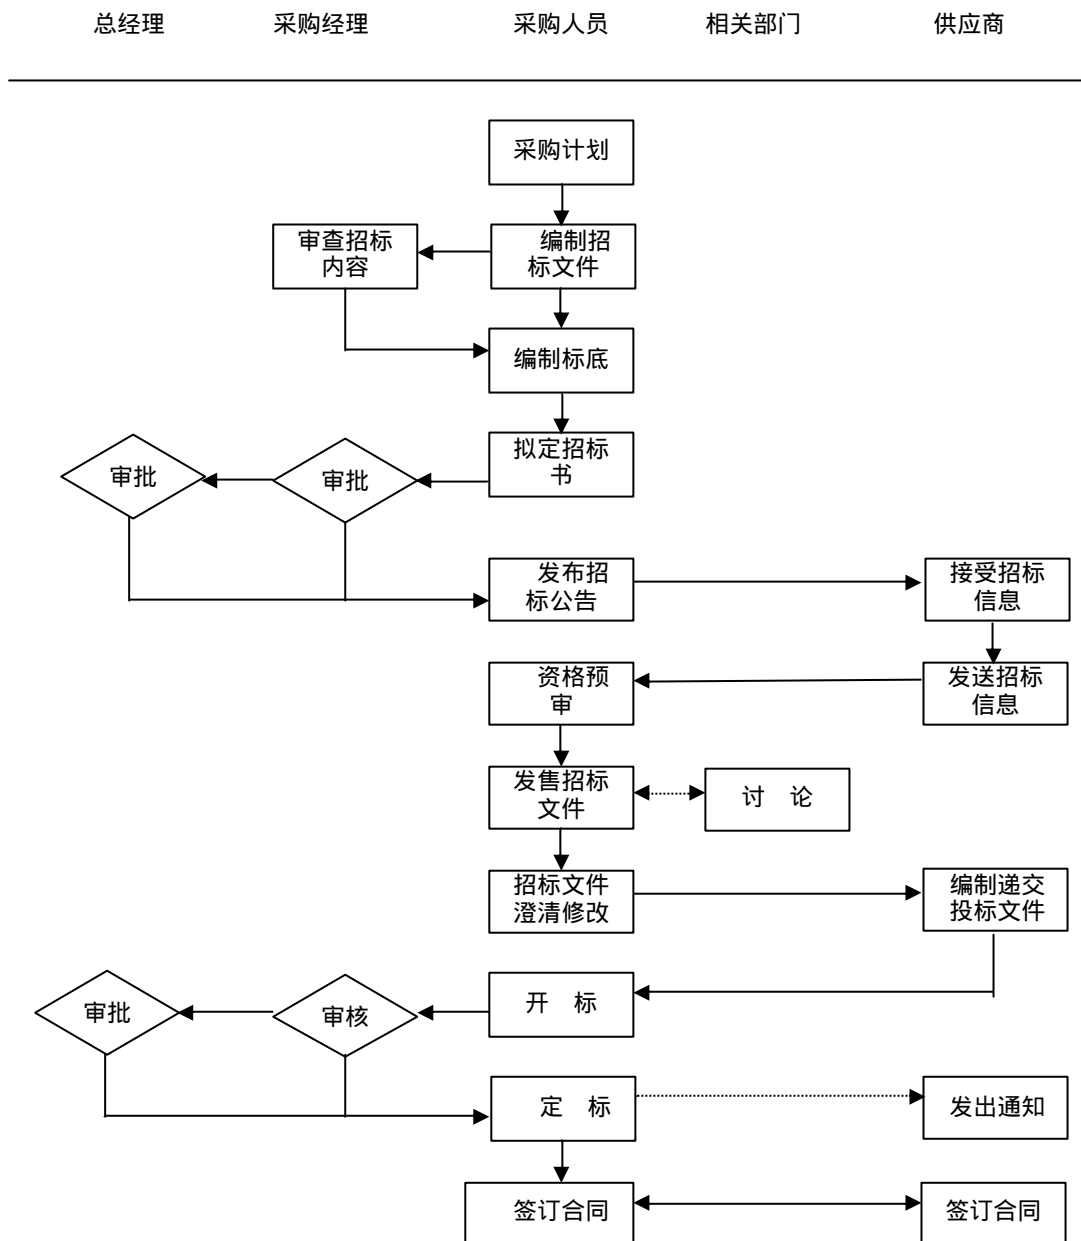 总经理 采购经理 采购人员 相关部门 供应商
采购计划
审查招标
内容
编制招
标文件
编制标底
拟定招标
书
审批
审批
发布招
标公告
接受招标
信息
资格预
审
发送招标
信息
发售招标
文件
讨 论
招标文件
澄清修改
编制递交
投标文件
审批
审核
开 标
定 标
发出通知
签订合同
签订合同